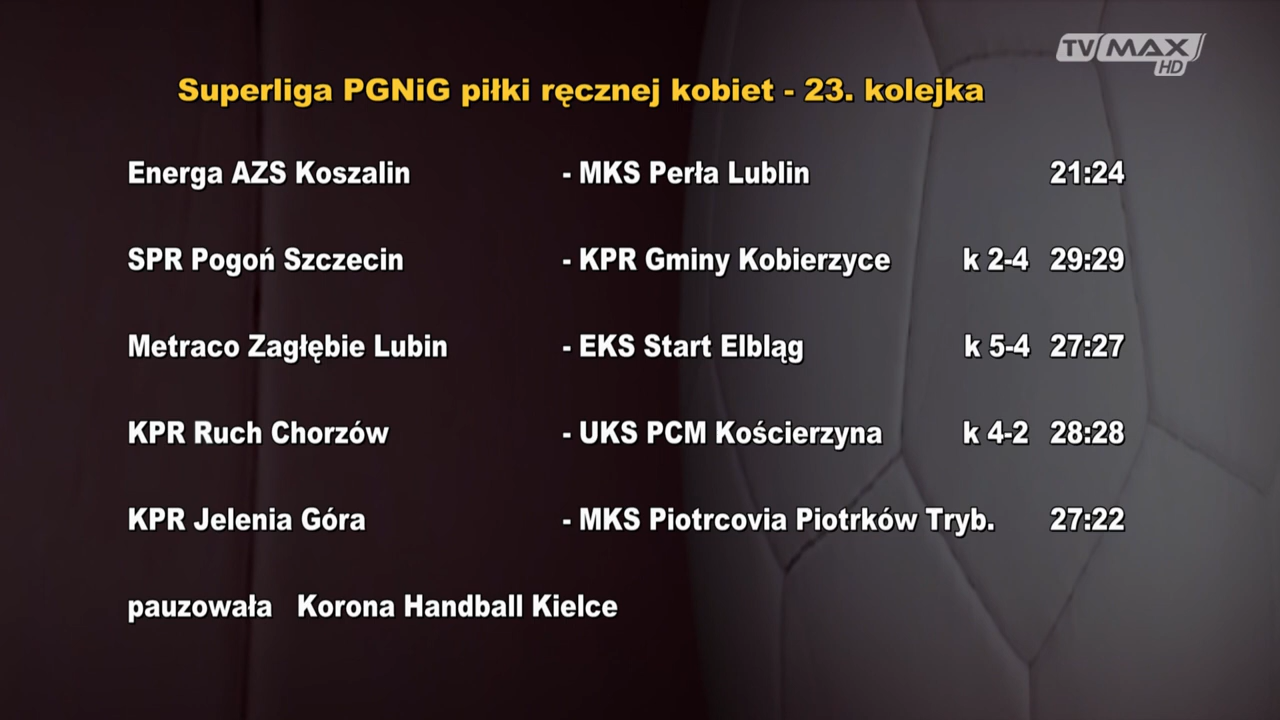 TV MAX
HD
Superliga PGNiG piłki ręcznej kobiet - 23. kolejka
Energa AZS Koszalin - MKS Perła Lublin 21:24
SPR Pogoń Szczecin - KPR Gminy Kobierzyce k 2-4 29:29
Metraco Zagłębie Lubin - EKS Start Elbląg k 5-4 27:27
KPR Ruch Chorzów - UKS PCM Kościerzyna k 4-2 28:28
KPR Jelenia Góra - MKS Piotrcovia Piotrków Tryb. 27:22
pauzowała Korona Handball Kielce